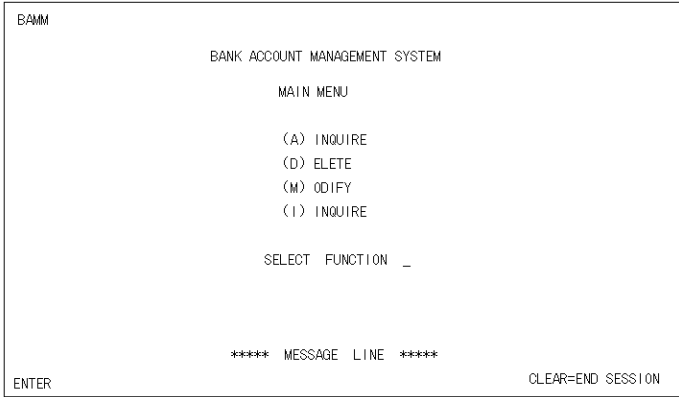 BAMM
BANK ACCOUNT MANAGEMENT SYSTEM
MAIN MENU
(A) INQUIRE
(D) ELETE
(M) ODIFY
(I) INQUIRE
SELECT FUNCTION _
***** MESSAGE LINE *****
ENTER CLEAR=END SESSION